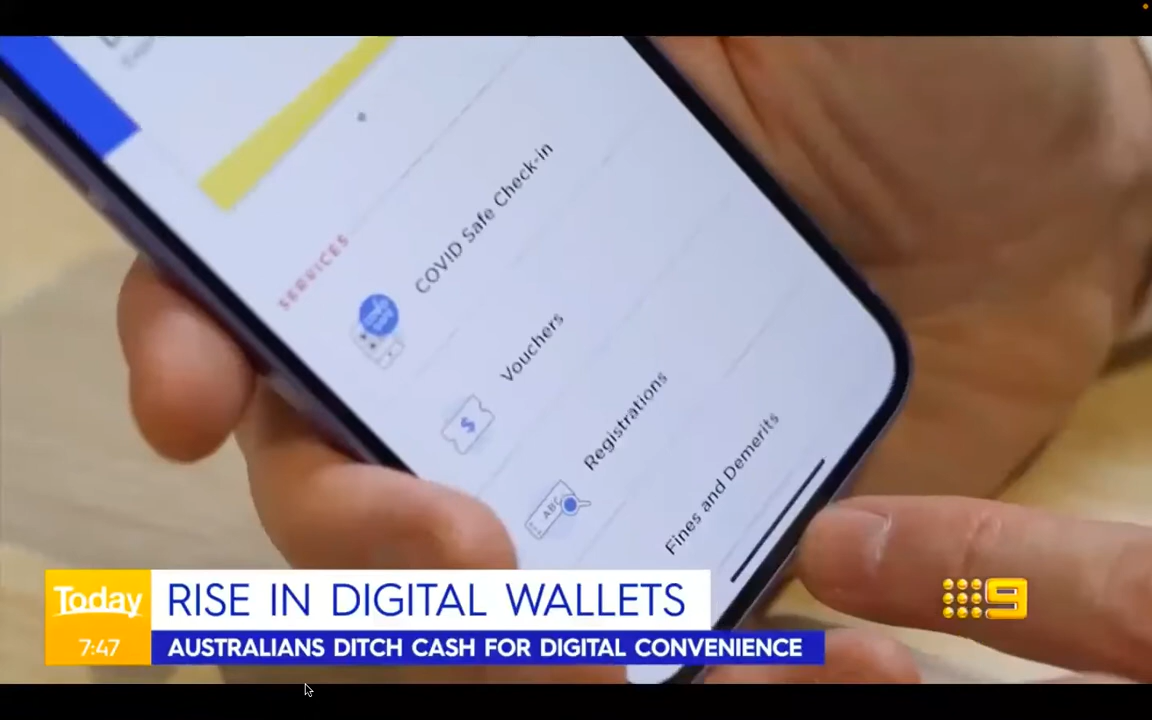 SERVICES
COVID Safe Check-in
Vouchers
$
Registrations
ABC
Fines and Demerits
Today
7:47
RISE IN DIGITAL WALLETS
AUSTRALIANS DITCH CASH FOR DIGITAL CONVENIENCE
9